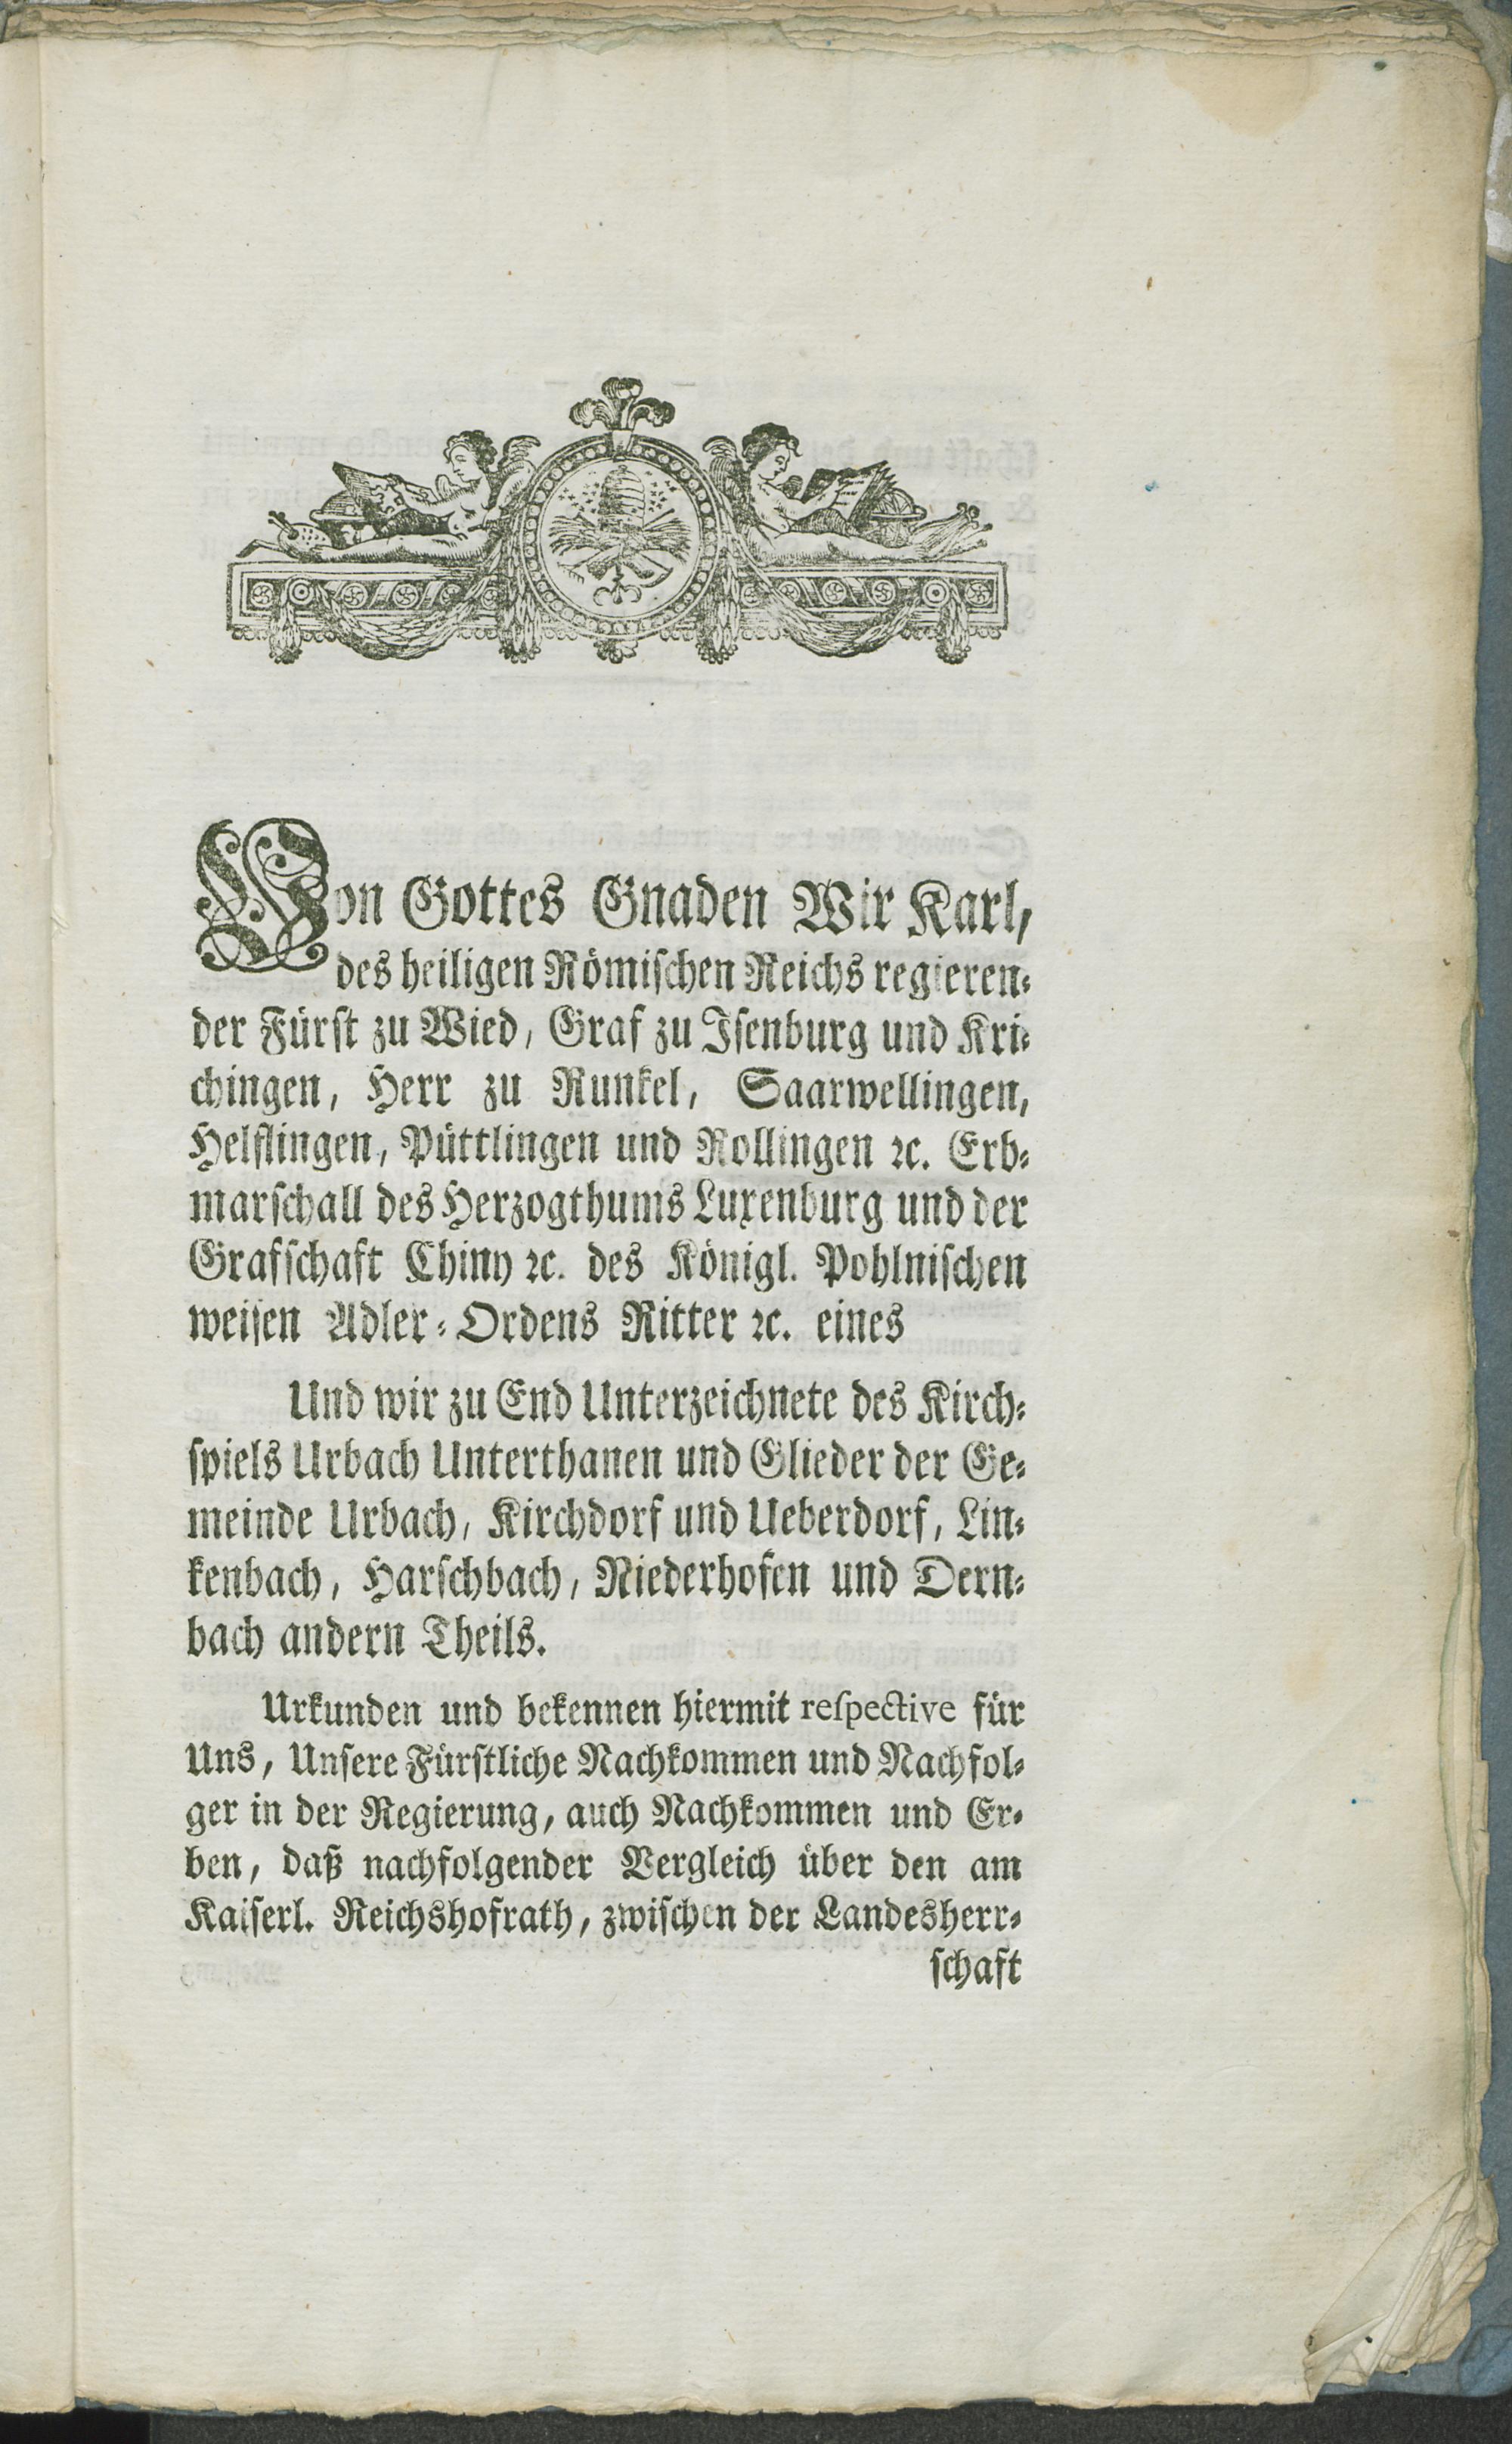 Von Gottes Gnaden Wir Karl,
des heiligen Römischen Reichs regieren⸗
der Fürst zu Wied, Graf zu Isenburg und Kri⸗
chingen, Herr zu Runkel, Saarwellingen,
Helflingen, Püttlingen und Rollingen ꝛc. Erb⸗
marschall des Herzogthums Luxenburg und der
Grafschaft Chiny ꝛc. des Königl. Pohlnischen
weisen Adler⸗Ordens Ritter ꝛc. eines
Und wir zu End Unterzeichnete des Kirch⸗
spiels Urbach Unterthanen und Glieder der Ge⸗
meinde Urbach, Kirchdorf und Ueberdorf, Lin⸗
kenbach, Harschbach, Niederhofen und Dern⸗
bach andern Theils.
Urkunden und bekennen hiermit respective für
Uns, Unsere Fürstliche Nachkommen und Nachfol⸗
ger in der Regierung, auch Nachkommen und Er⸗
ben, daß nachfolgender Vergleich über den am
Kaiserl. Reichshofrath, zwischen der Landesherr⸗
schaft